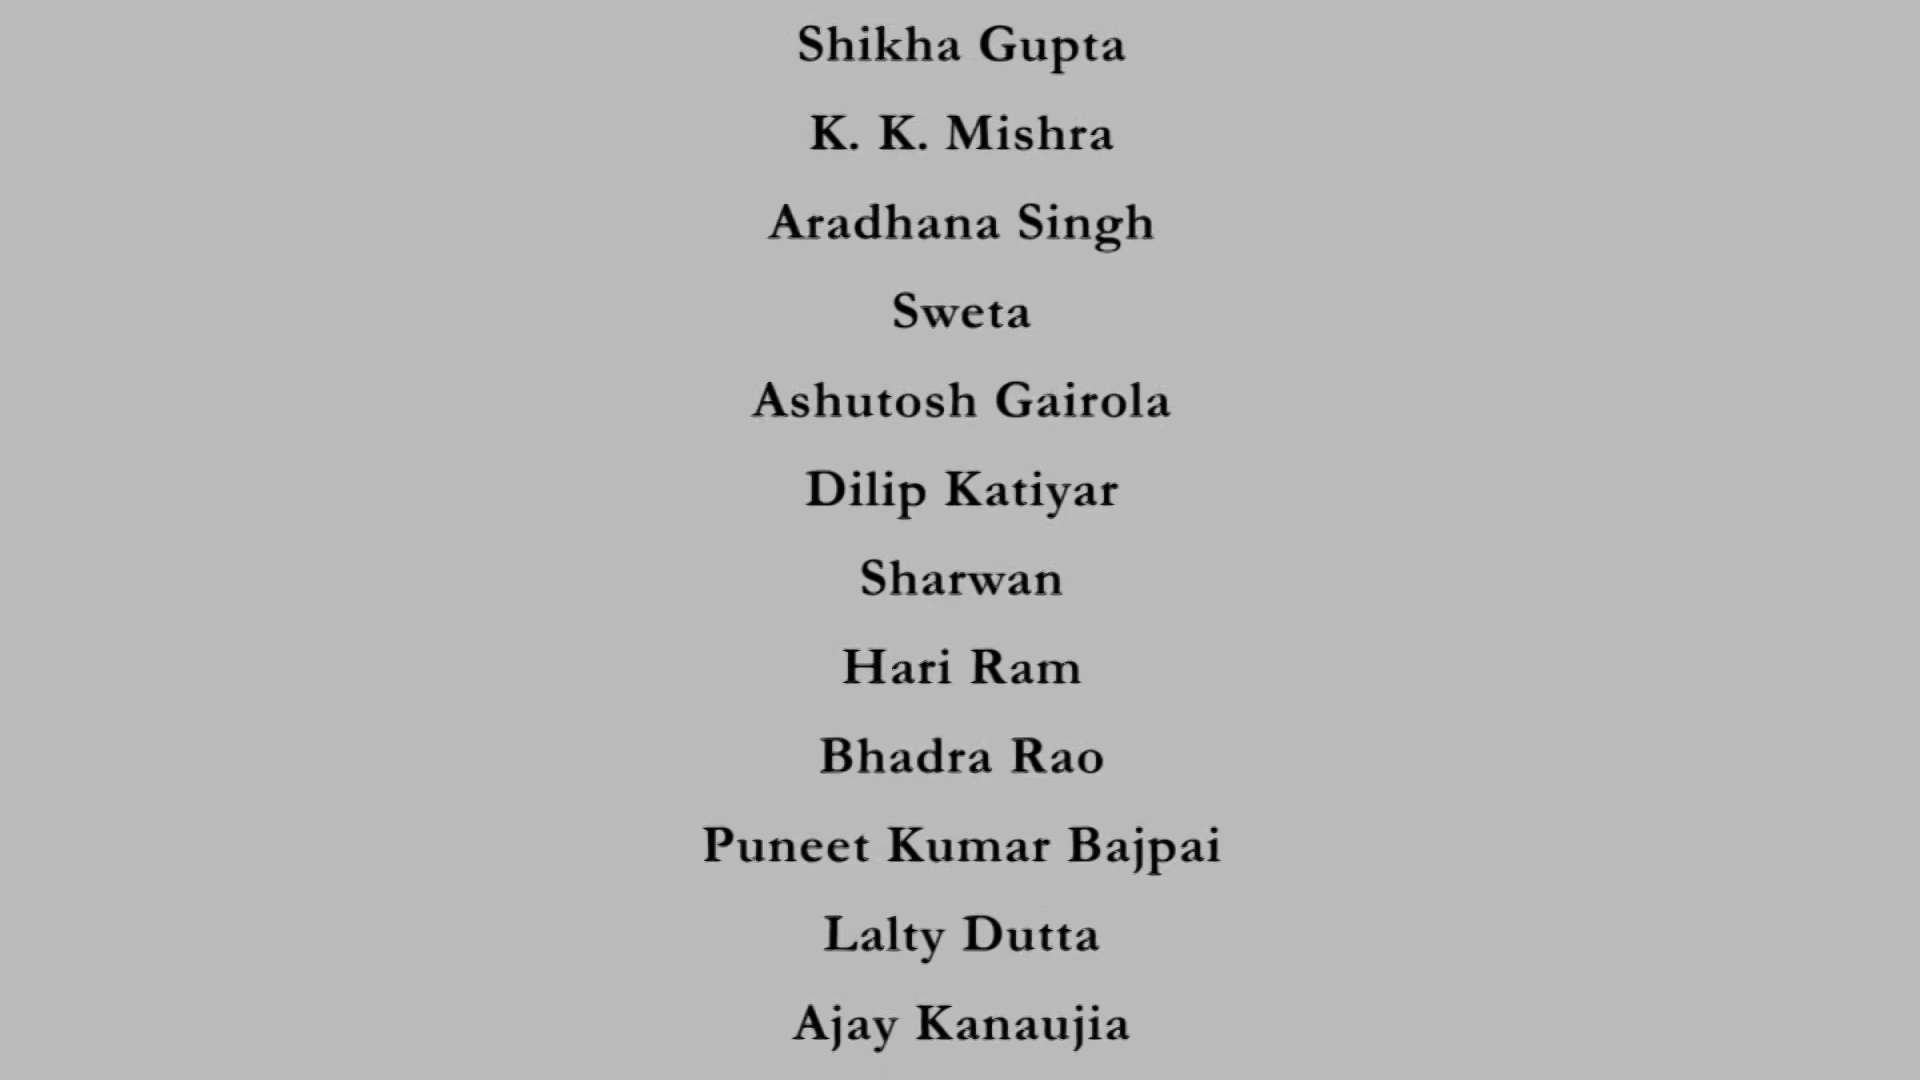 Shikha Gupta
K. K. Mishra
Aradhana Singh
Sweta
Ashutosh Gairola
Dilip Katiyar
Sharwan
Hari Ram
Bhadra Rao
Puneet Kumar Bajpai
Lalty Dutta
Ajay Kanaujia